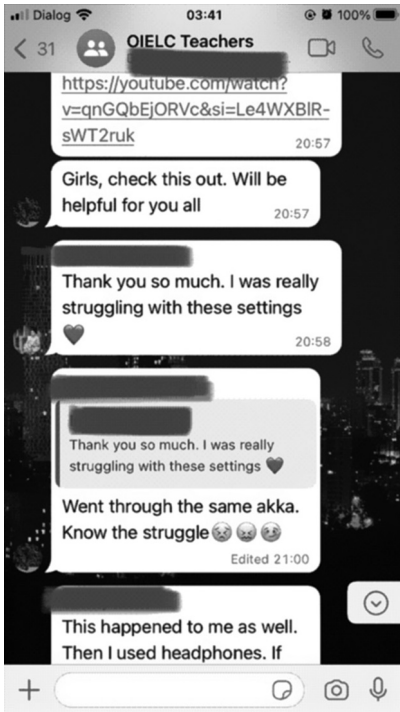 Dialog
03:41
100%
31
OIELC Teachers
https://youtube.com/watch?
v=qnGQbEjORVc&si=Le4WXBIR-
sWT2ruk
20:57
Girls, check this out. Will be
helpful for you all
20:57
Thank you so much. I was really
struggling with these settings
🖤
20:58
Thank you so much. I was really
struggling with these settings 🖤
Went through the same akka.
Know the struggle😣😖🥲
Edited 21:00
This happened to me as well.
Then I used headphones. If